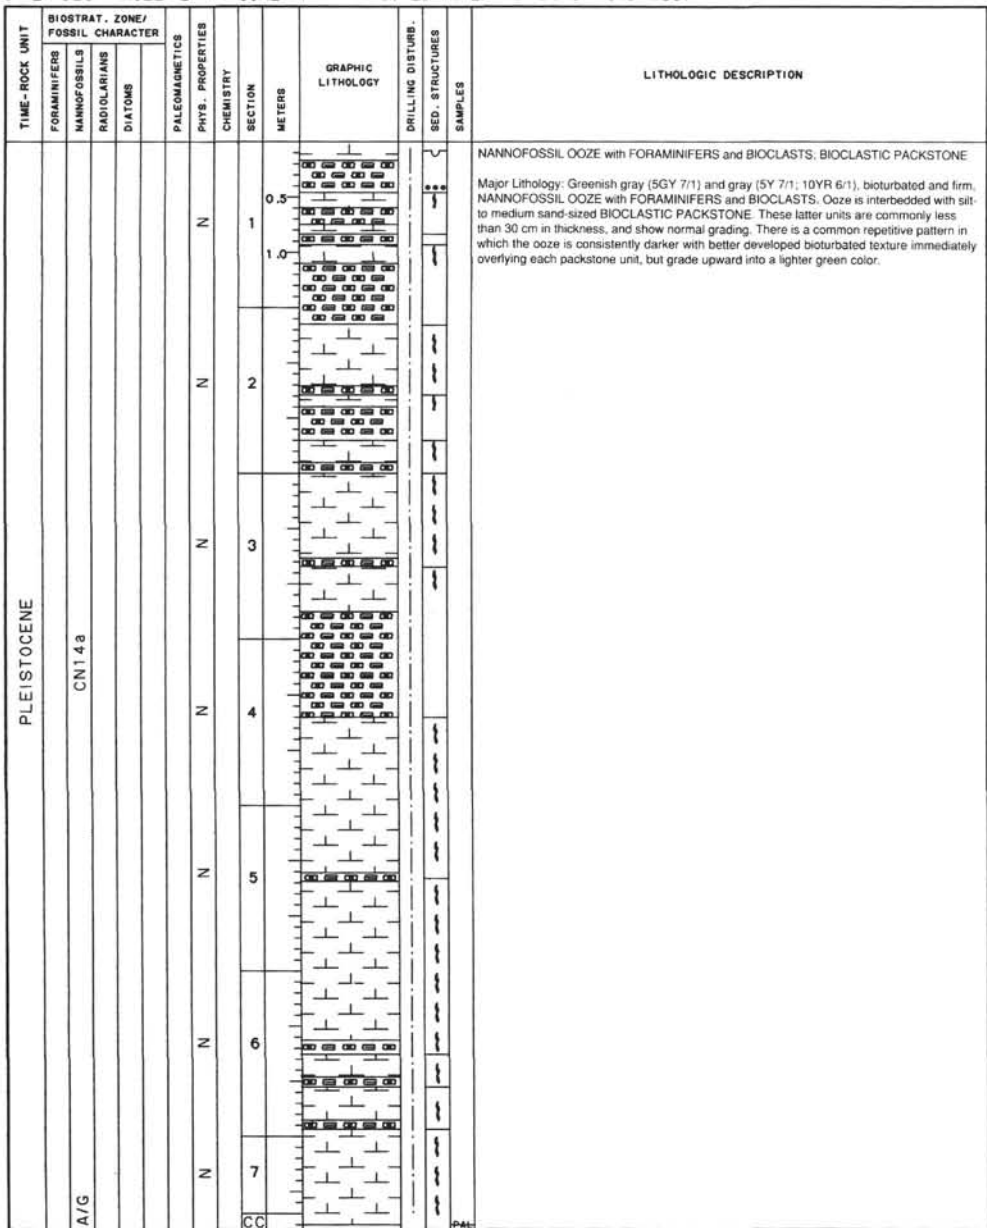 TIME-ROCK UNIT
BIOSTRAT. ZONE/
FOSSIL CHARACTER
FORAMINIFERS
NANNOFOSSILS
RADIOLARIANS
DIATOMS
PALEOMAGNETICS
PHYS. PROPERTIES
CHEMISTRY
SECTION
METERS
GRAPHIC
LITHOLOGY
DRILLING DISTURB.
SED. STRUCTURES
SAMPLES
LITHOLOGIC DESCRIPTION
NANNOFOSSIL OOZE with FORAMINIFERS and BIOCLASTS; BIOCLASTIC PACKSTONE
Major Lithology: Greenish gray (5GY 7/1) and gray (5Y 7/1; 10YR 6/1), bioturbated and firm,
NANNOFOSSIL OOZE with FORAMINIFERS and BIOCLASTS. Ooze is interbedded with silt-
to medium sand-sized BIOCLASTIC PACKSTONE. These latter units are commonly less
than 30 cm in thickness, and show normal grading. There is a common repetitive pattern in
which the ooze is consistently darker with better developed bioturbated texture immediately
overlying each packstone unit, but grade upward into a lighter green color.
PLEISTOCENE
CN14a
A/G
0.5
N
1
1.0
N
2
N
3
N
4
N
5
N
6
N
7
CC
PAL